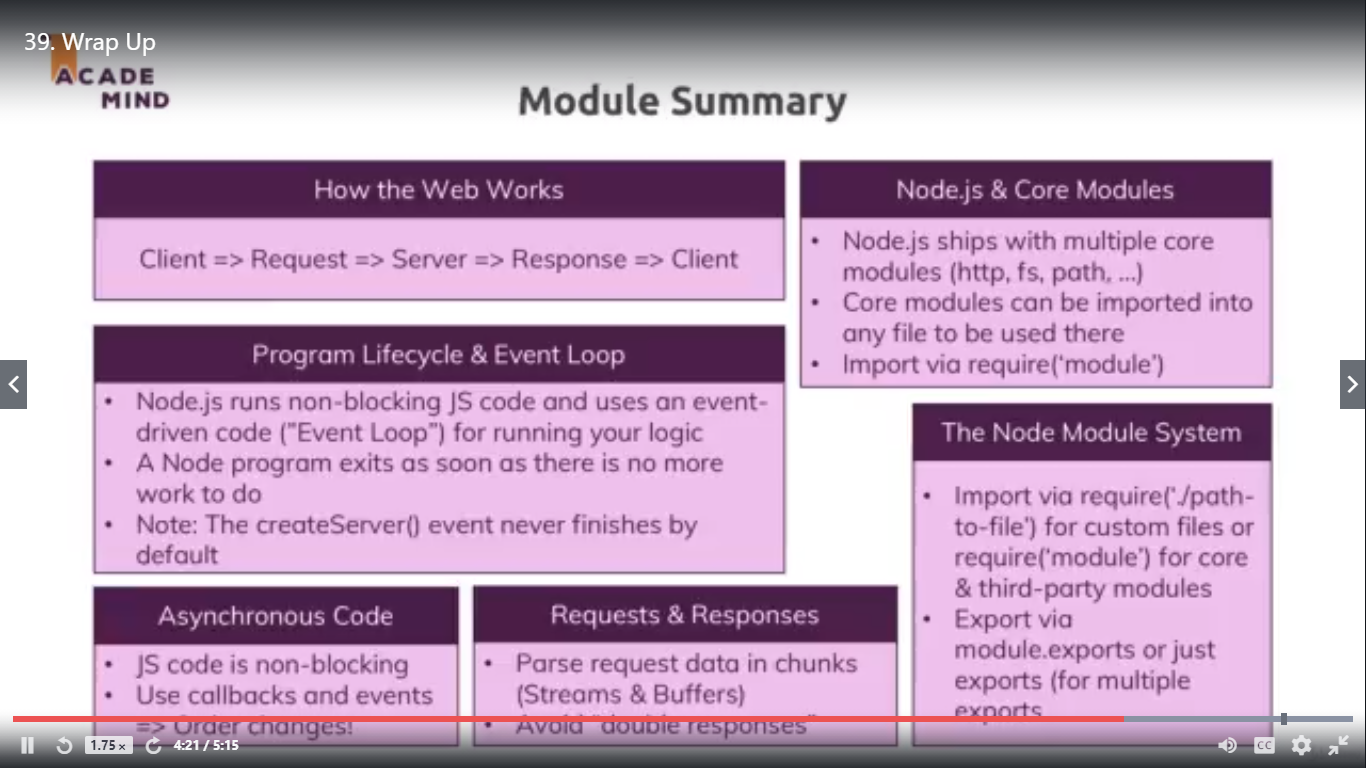 39. Wrap Up
ACADE
MIND
Module Summary
How the Web Works
Client => Request => Server => Response => Client
Node.js & Core Modules
• Node.js ships with multiple core
modules (http, fs, path, ...)
• Core modules can be imported into
any file to be used there
• Import via require(‘module’)
Program Lifecycle & Event Loop
• Node.js runs non-blocking JS code and uses an event-
driven code (”Event Loop”) for running your logic
• A Node program exits as soon as there is no more
work to do
• Note: The createServer() event never finishes by
default
The Node Module System
• Import via require(‘./path-
to-file’) for custom files or
require(‘module’) for core
& third-party modules
• Export via
module.exports or just
exports (for multiple
exports
Asynchronous Code
• JS code is non-blocking
• Use callbacks and events
=> Order changes!
Requests & Responses
• Parse request data in chunks
(Streams & Buffers)
• Avoid “double responses”
1.75 x
4:21 / 5:15
CC